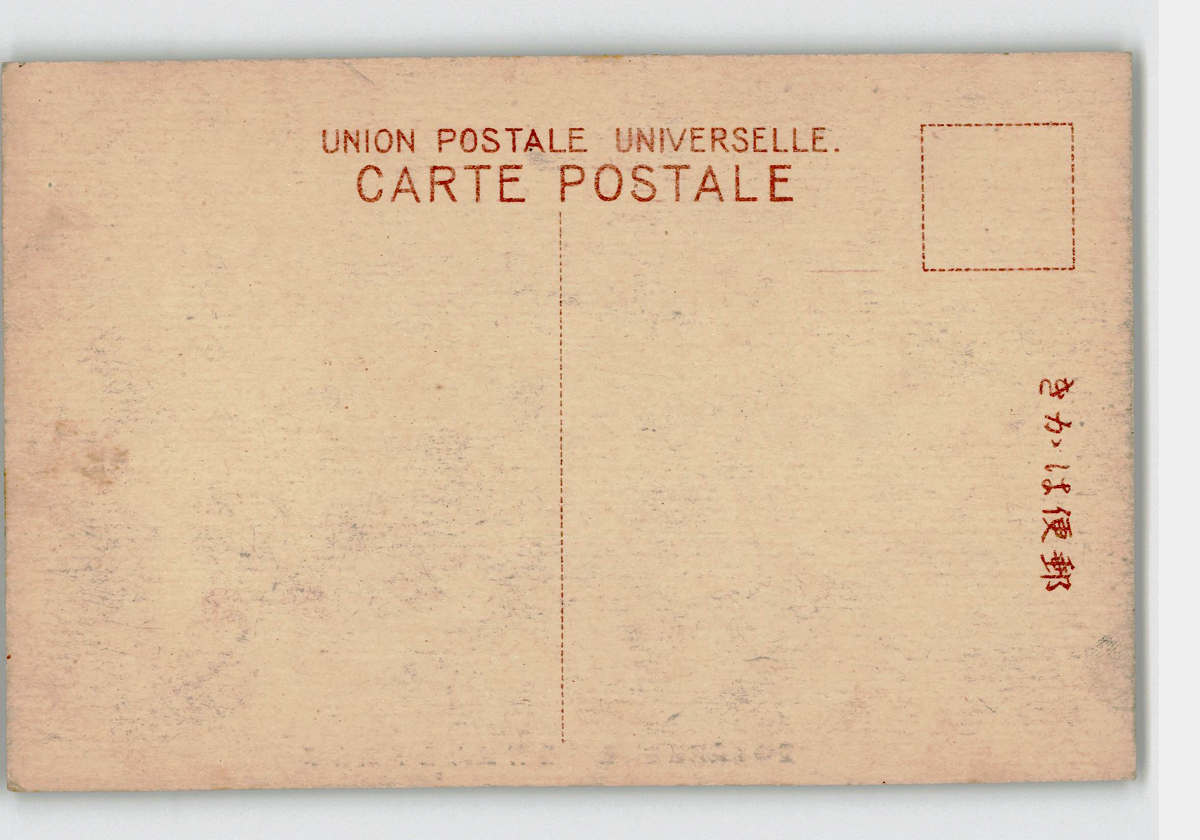 UNION POSTALE UNIVERSELLE.
CARTE POSTALE
郵便はがき